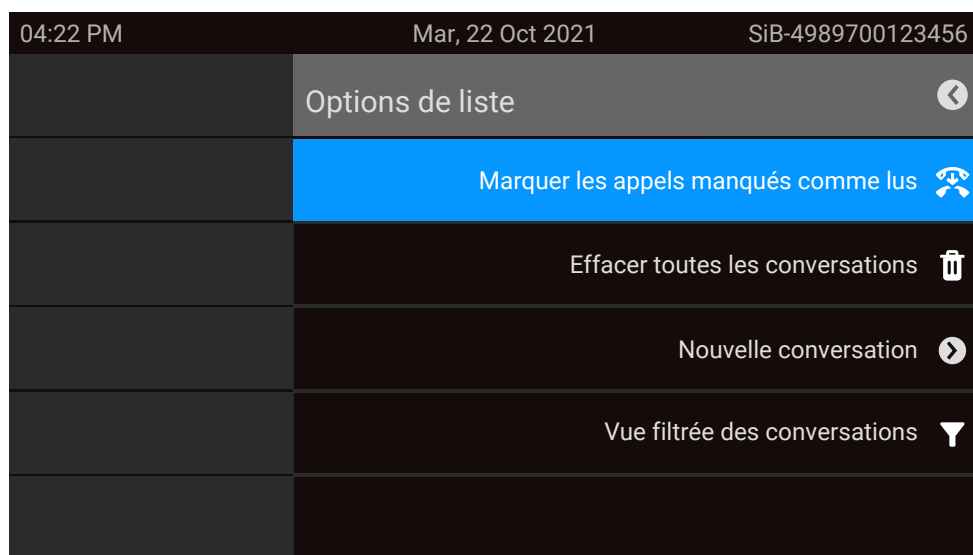 04:22 PM Mar, 22 Oct 2021 SiB-4989700123456
Options de liste
Marquer les appels manqués comme lus
Effacer toutes les conversations
Nouvelle conversation
Vue filtrée des conversations